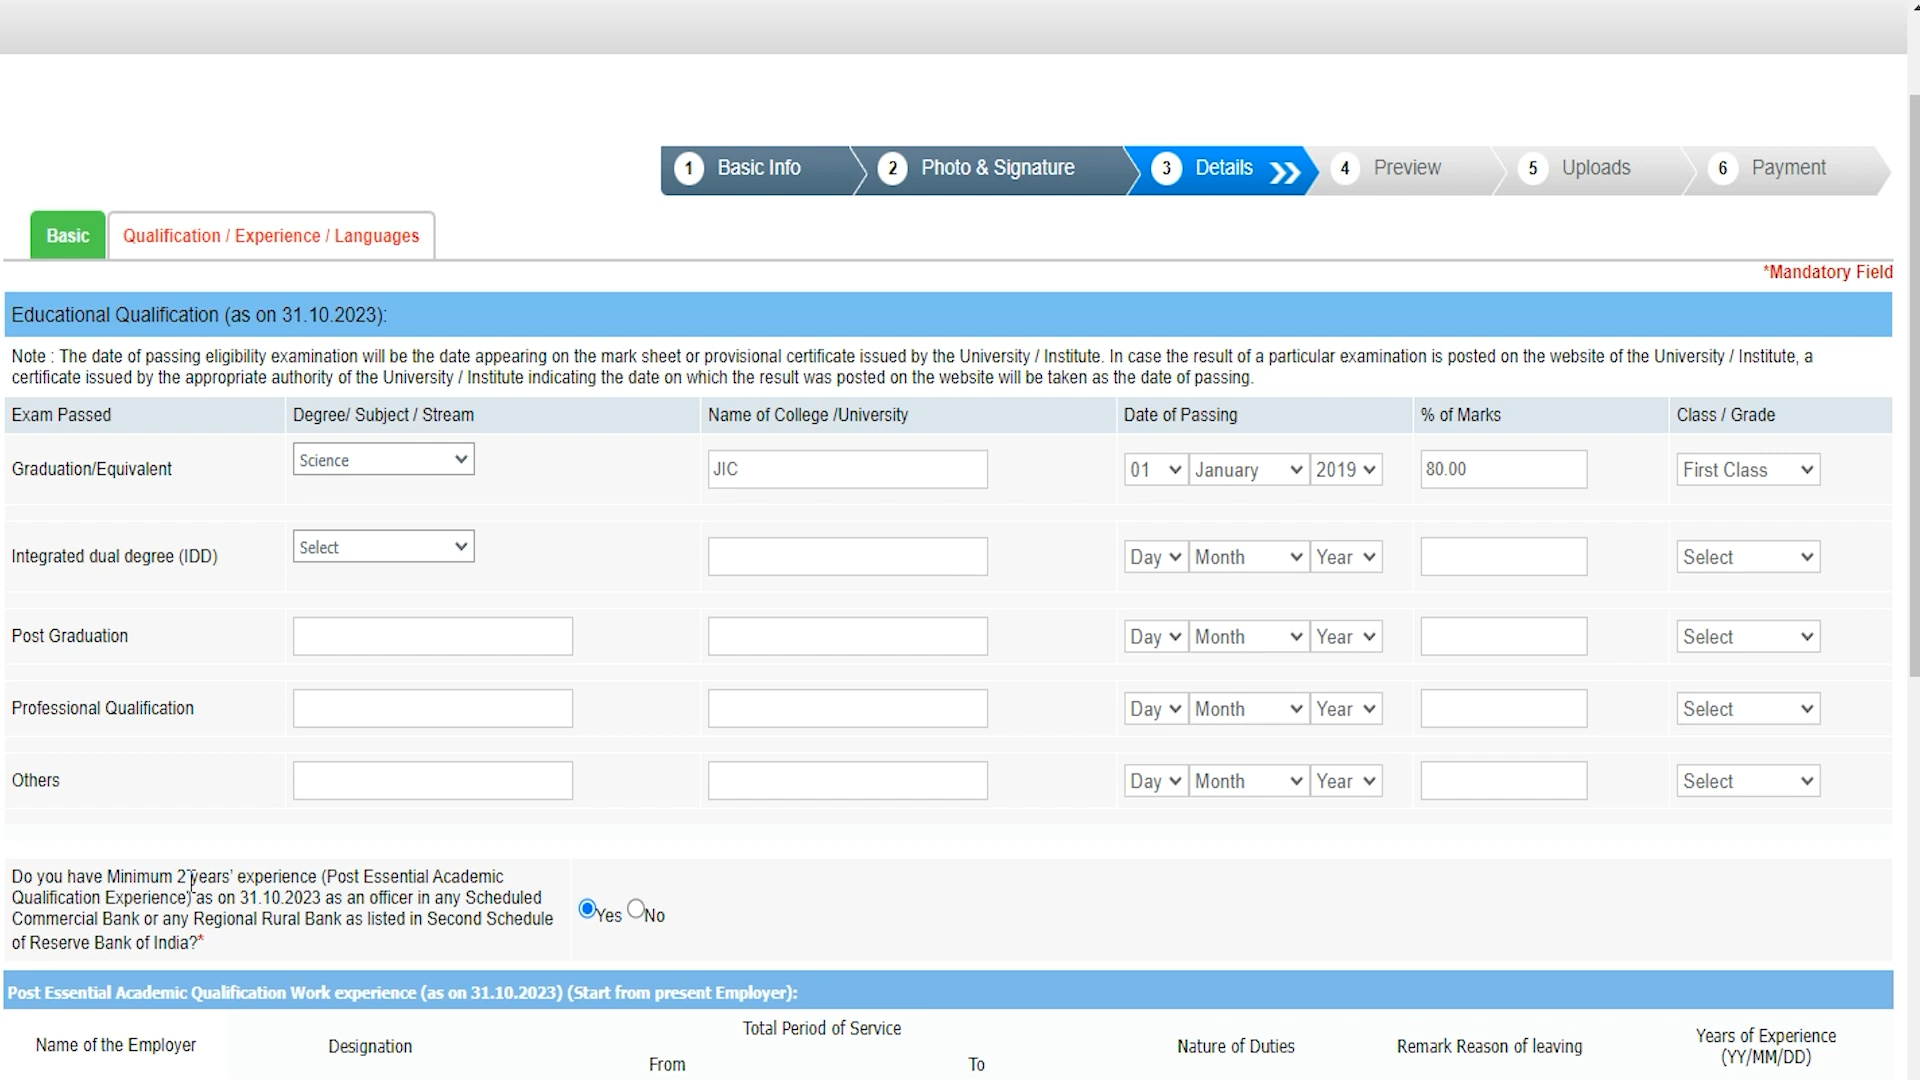 1 Basic Info 2 Photo & Signature 3 Details 4 Preview 5 Uploads 6 Payment
Basic Qualification / Experience / Languages
*Mandatory Field
Educational Qualification (as on 31.10.2023):
Note : The date of passing eligibility examination will be the date appearing on the mark sheet or provisional certificate issued by the University / Institute. In case the result of a particular examination is posted on the website of the University / Institute, a
certificate issued by the appropriate authority of the University / Institute indicating the date on which the result was posted on the website will be taken as the date of passing.
Exam Passed Degree/ Subject / Stream Name of College /University Date of Passing % of Marks Class / Grade
Graduation/Equivalent Science JIC 01 January 2019 80.00 First Class
Integrated dual degree (IDD) Select Day Month Year Select
Post Graduation Day Month Year Select
Professional Qualification Day Month Year Select
Others Day Month Year Select
Do you have Minimum 2 years' experience (Post Essential Academic
Qualification Experience) as on 31.10.2023 as an officer in any Scheduled
Commercial Bank or any Regional Rural Bank as listed in Second Schedule
of Reserve Bank of India?*
Yes No
Post Essential Academic Qualification Work experience (as on 31.10.2023) (Start from present Employer):
Name of the Employer Designation Total Period of Service Nature of Duties Remark Reason of leaving Years of Experience
(YY/MM/DD)
From To